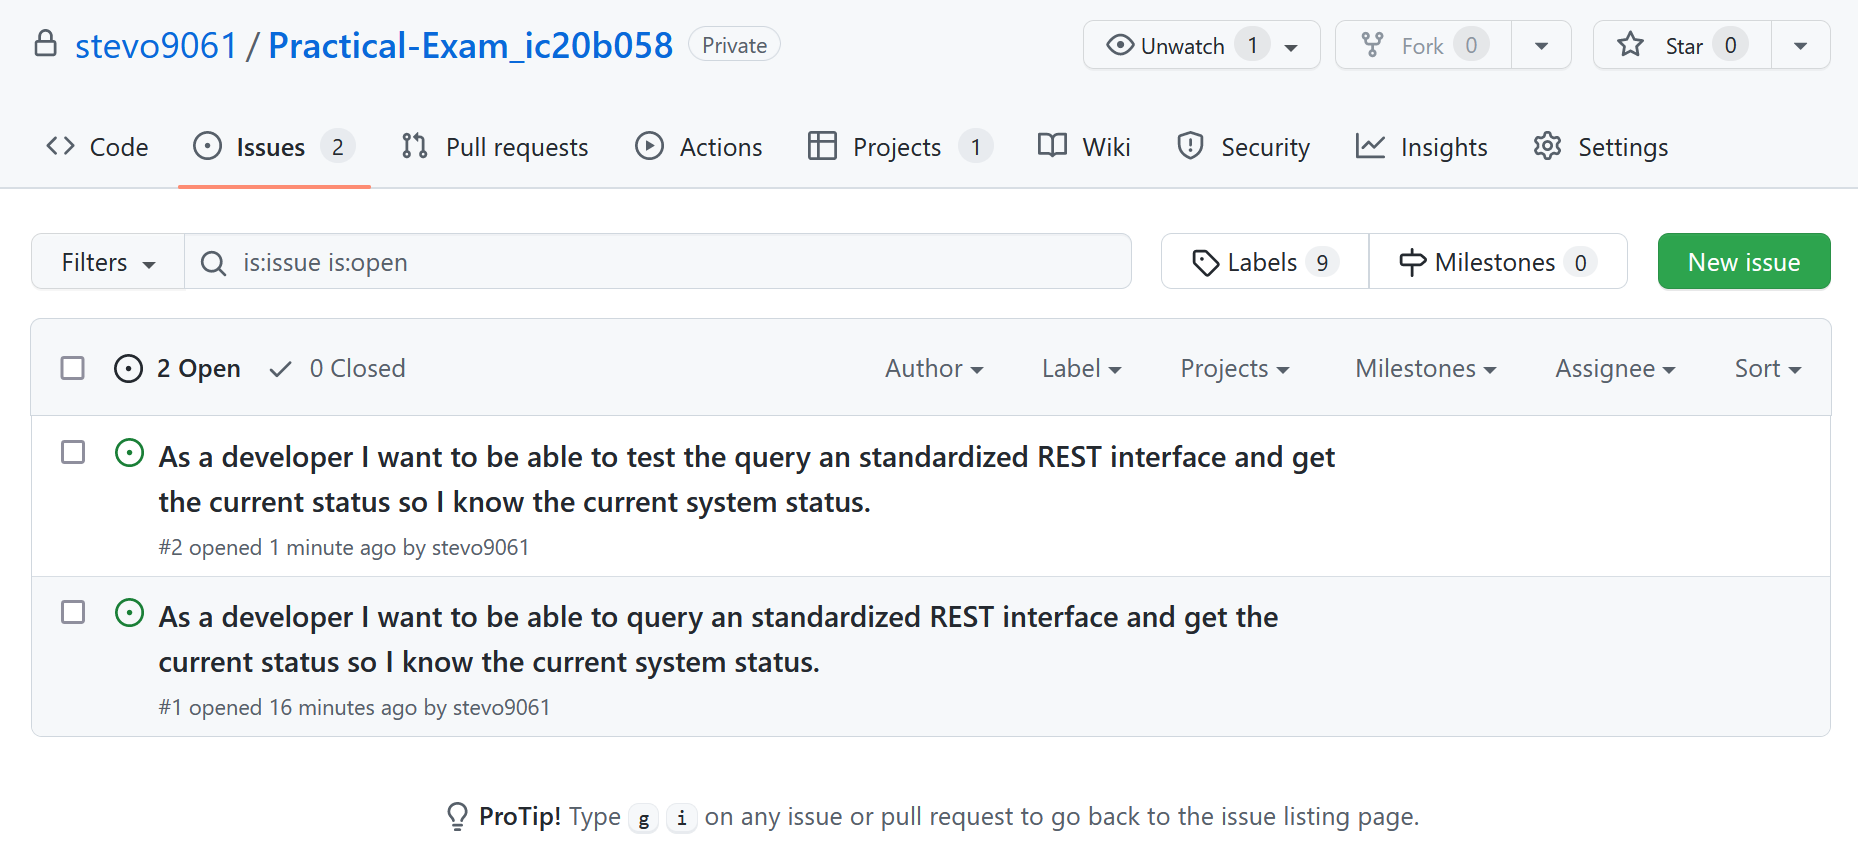 stevo9061 / Practical-Exam_ic20b058 Private Unwatch 1 Fork 0 Star 0
Code Issues 2 Pull requests Actions Projects 1 Wiki Security Insights Settings
Filters is:issue is:open Labels 9 Milestones 0 New issue
2 Open 0 Closed Author Label Projects Milestones Assignee Sort
As a developer I want to be able to test the query an standardized REST interface and get
the current status so I know the current system status.
#2 opened 1 minute ago by stevo9061
As a developer I want to be able to query an standardized REST interface and get the
current status so I know the current system status.
#1 opened 16 minutes ago by stevo9061
ProTip! Type g i on any issue or pull request to go back to the issue listing page.